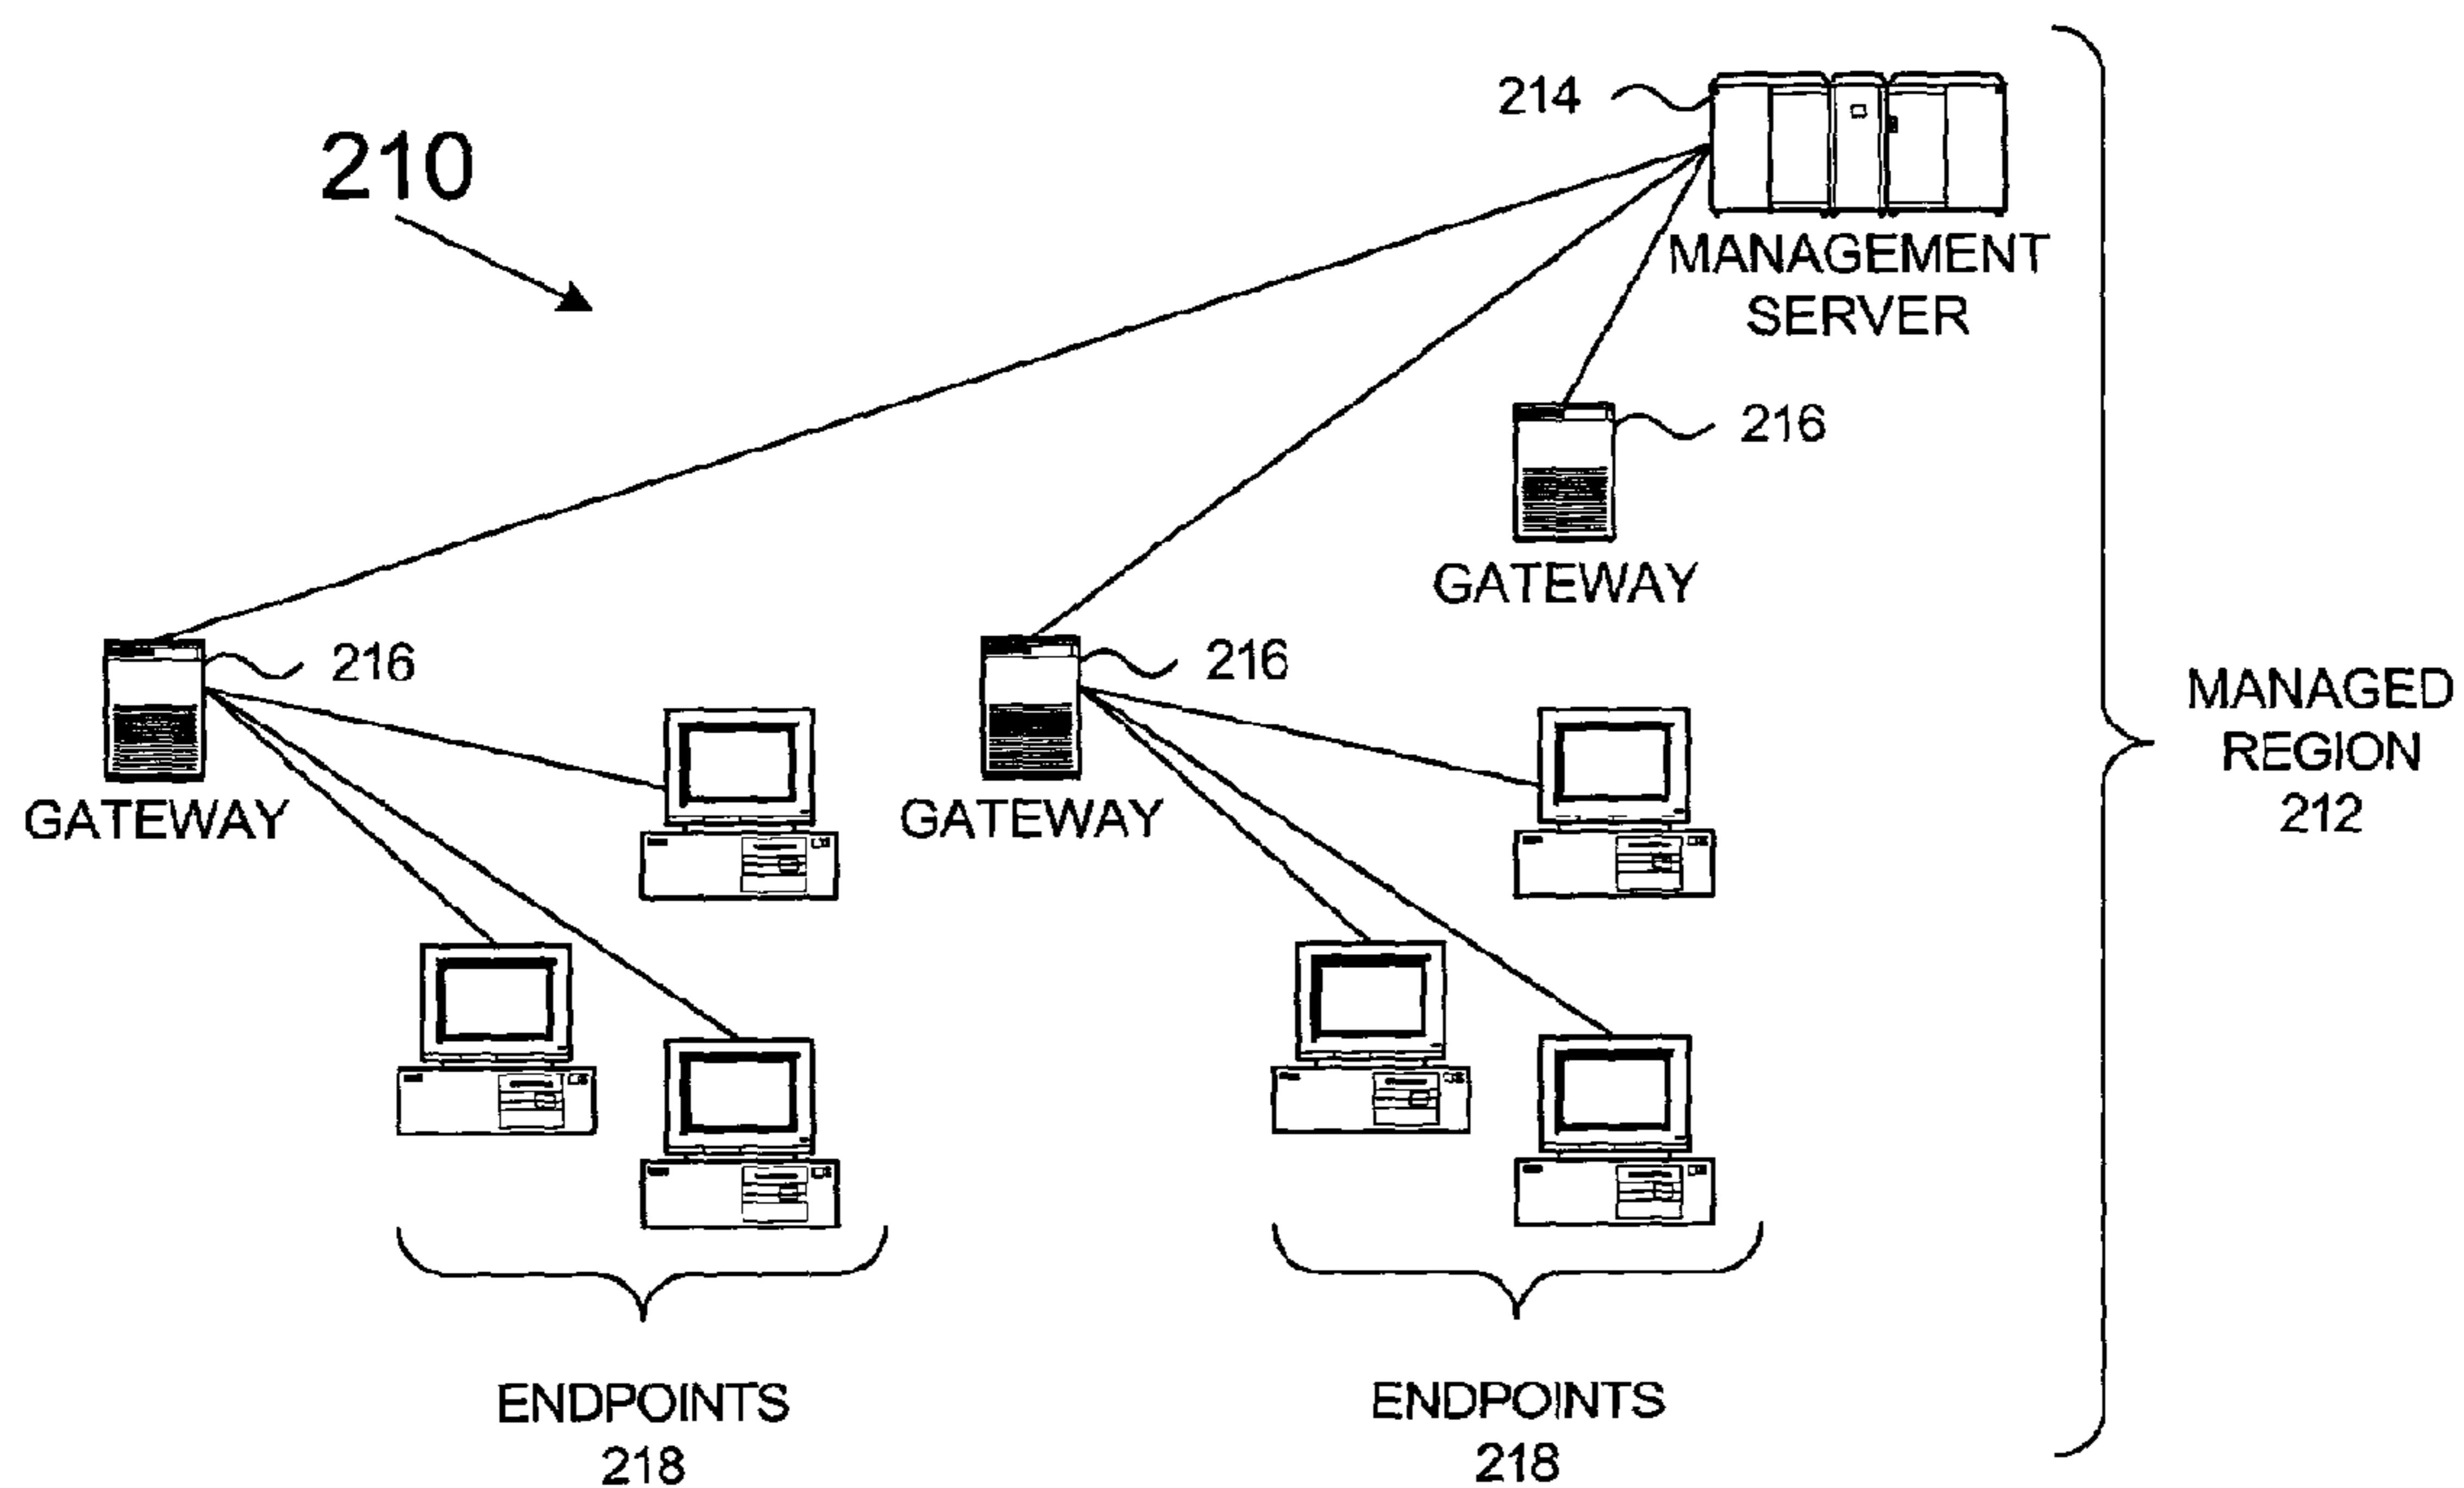 214
210
MANAGEMENT
SERVER
216
GATEWAY
216
216
MANAGED
REGION
212
GATEWAY
GATEWAY
ENDPOINTS
218
ENDPOINTS
218